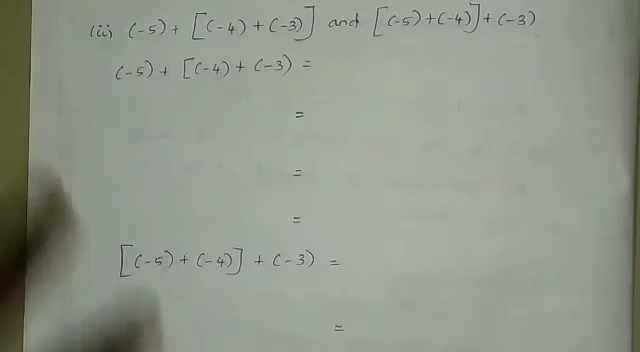 (ii) (-5) + [(-4) + (-3)] and [(-5) + (-4)] + (-3)
(-5) + [(-4) + (-3) =
=
=
=
[(-5) + (-4)] + (-3) =
=